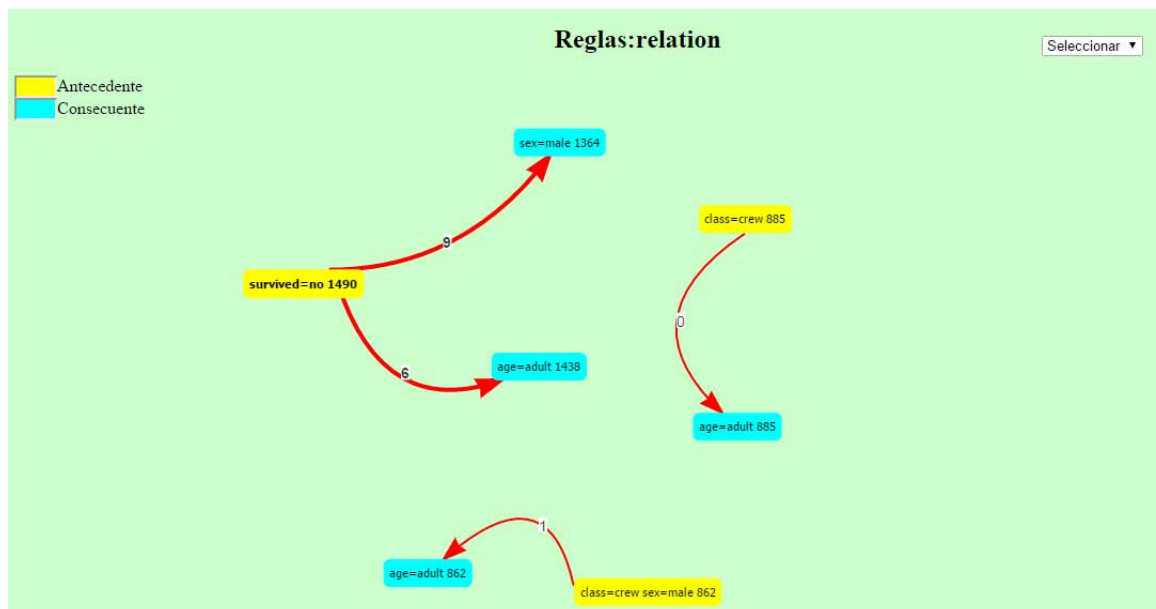 Reglas:relation
Seleccionar
Antecedente
Consecuente
sex=male 1364
class=crew 885
9
survived=no 1490
0
age=adult 1438
6
age=adult 885
1
age=adult 862
class=crew sex=male 862